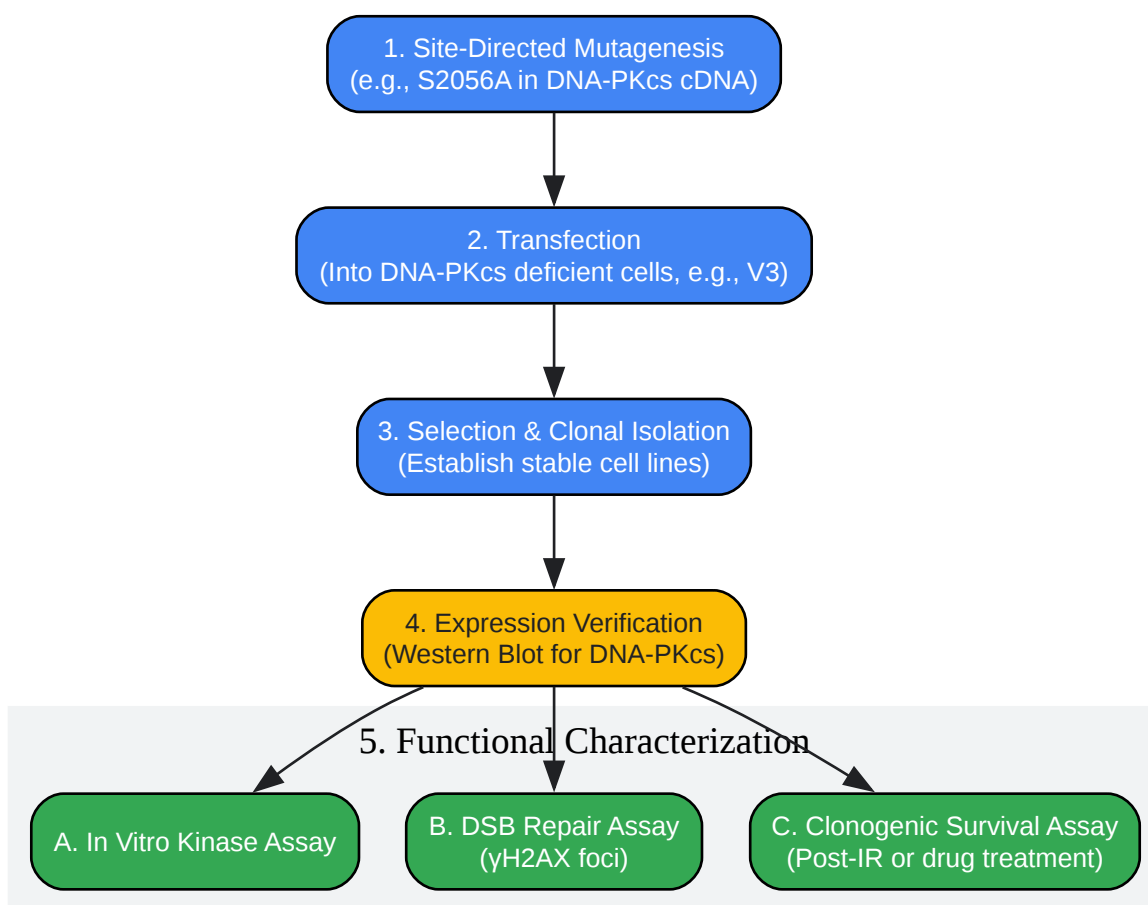 1. Site-Directed Mutagenesis
(e.g., S2056A in DNA-PKcs cDNA)
2. Transfection
(Into DNA-PKcs deficient cells, e.g., V3)
3. Selection & Clonal Isolation
(Establish stable cell lines)
4. Expression Verification
(Western Blot for DNA-PKcs)
5. Functional Characterization
A. In Vitro Kinase Assay
B. DSB Repair Assay
(γH2AX foci)
C. Clonogenic Survival Assay
(Post-IR or drug treatment)